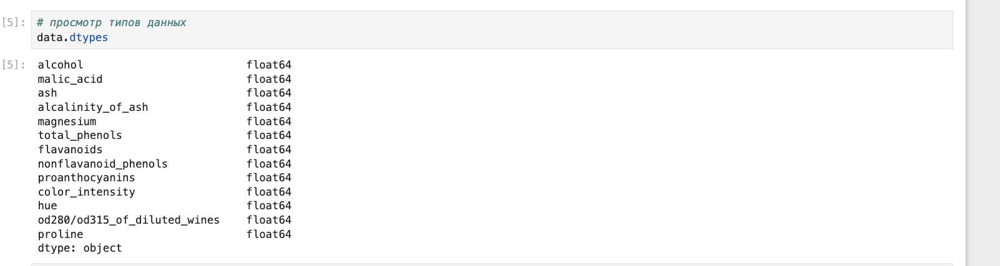 [5]: # просмотр типов данных
data.dtypes
[5]: alcohol float64
malic_acid float64
ash float64
alcalinity_of_ash float64
magnesium float64
total_phenols float64
flavanoids float64
nonflavanoid_phenols float64
proanthocyanins float64
color_intensity float64
hue float64
od280/od315_of_diluted_wines float64
proline float64
dtype: object